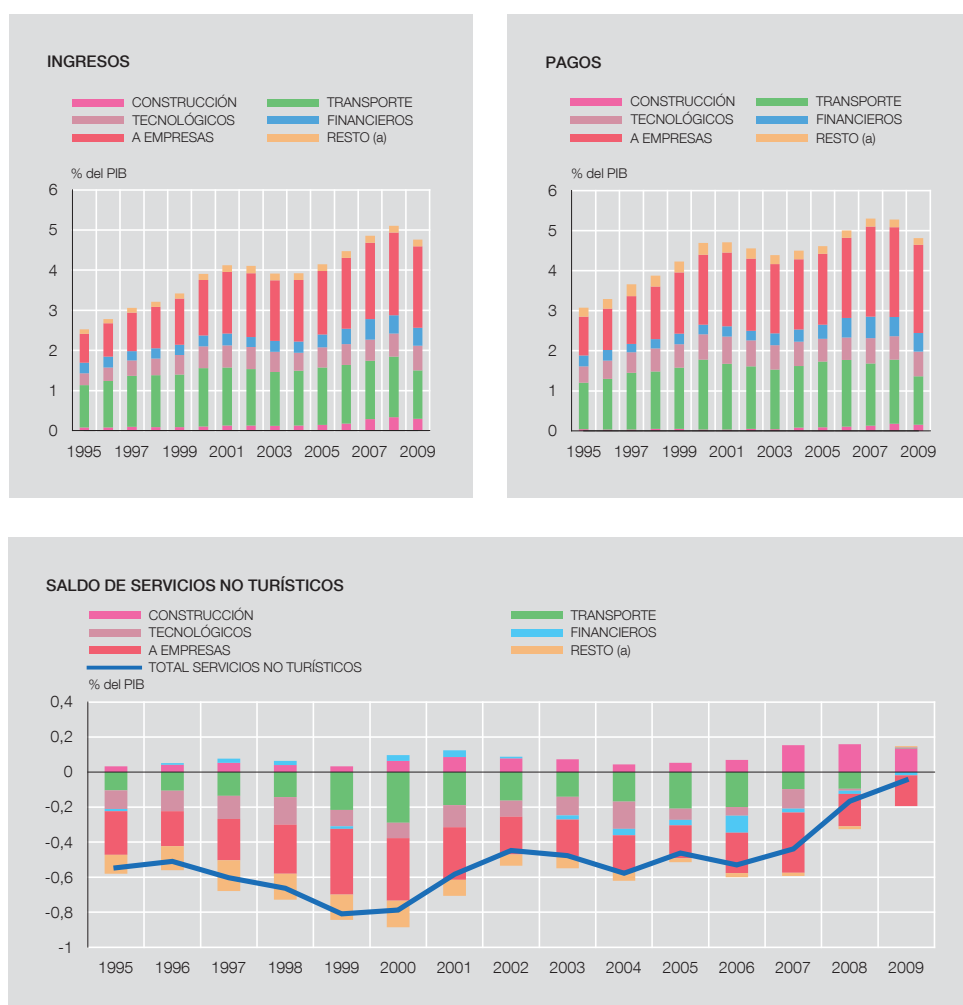 INGRESOS
CONSTRUCCIÓN
TECNOLÓGICOS
A EMPRESAS
TRANSPORTE
FINANCIEROS
RESTO (a)
% del PIB
6
5
4
3
2
1
0
1995 1997 1999 2001 2003 2005 2007 2009
PAGOS
CONSTRUCCIÓN
TECNOLÓGICOS
A EMPRESAS
TRANSPORTE
FINANCIEROS
RESTO (a)
% del PIB
6
5
4
3
2
1
0
1995 1997 1999 2001 2003 2005 2007 2009
SALDO DE SERVICIOS NO TURÍSTICOS
CONSTRUCCIÓN
TECNOLÓGICOS
A EMPRESAS
TOTAL SERVICIOS NO TURÍSTICOS
TRANSPORTE
FINANCIEROS
RESTO (a)
% del PIB
0,4
0,2
0
-0,2
-0,4
-0,6
-0,8
-1
1995 1996 1997 1998 1999 2000 2001 2002 2003 2004 2005 2006 2007 2008 2009